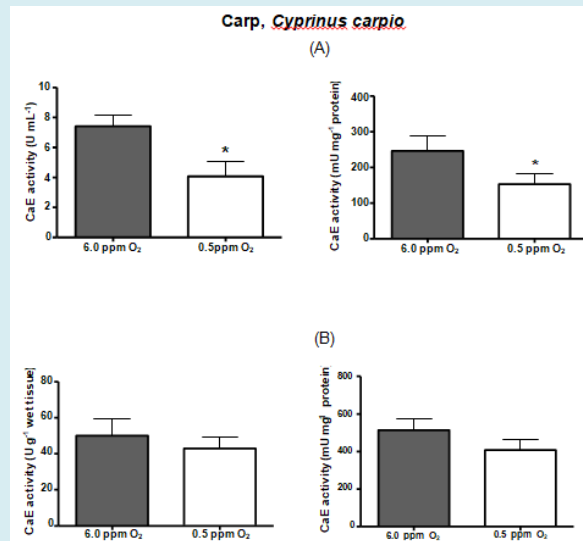 Carp, Cyprinus carpio
(A)
CaE activity (U mL-1)
10
8
6
4
2
0
*
6.0 ppm O2
0.5ppm O2
CaE activity (mU mg-1 protein)
400
300
200
100
0
*
6.0 ppm O2
0.5 ppm O2
(B)
CaE activity (U g-1 wet tissue)
80
60
40
20
0
6.0 ppm O2
0.5 ppm O2
CaE activity (mU mg1 protein)
800
600
400
200
0
6.0 ppm O2
0.5 ppm O2